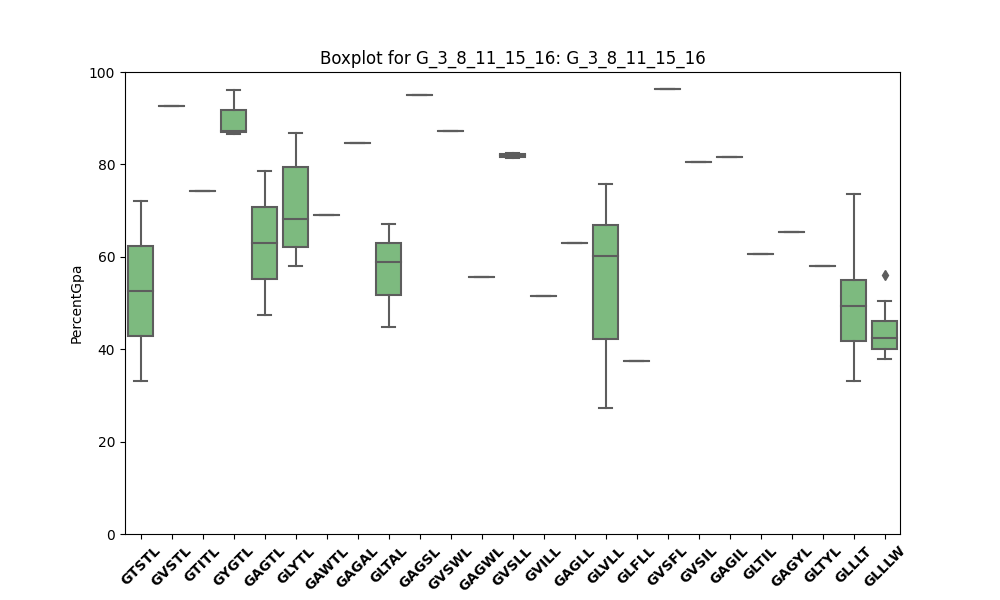 Boxplot for G_3_8_11_15_16: G_3_8_11_15_16
PercentGpa
100
80
60
40
20
0
GTSTL
GVSTL
GTITL
GYGTL
GAGTL
GLYTL
GAWTL
GAGAL
GLTAL
GAGSL
GVSWL
GAGWL
GVSLL
GVILL
GAGLL
GLVLL
GLFLL
GVSFL
GVSIL
GAGIL
GLTIL
GAGYL
GLTYL
GLLLT
GLLLW